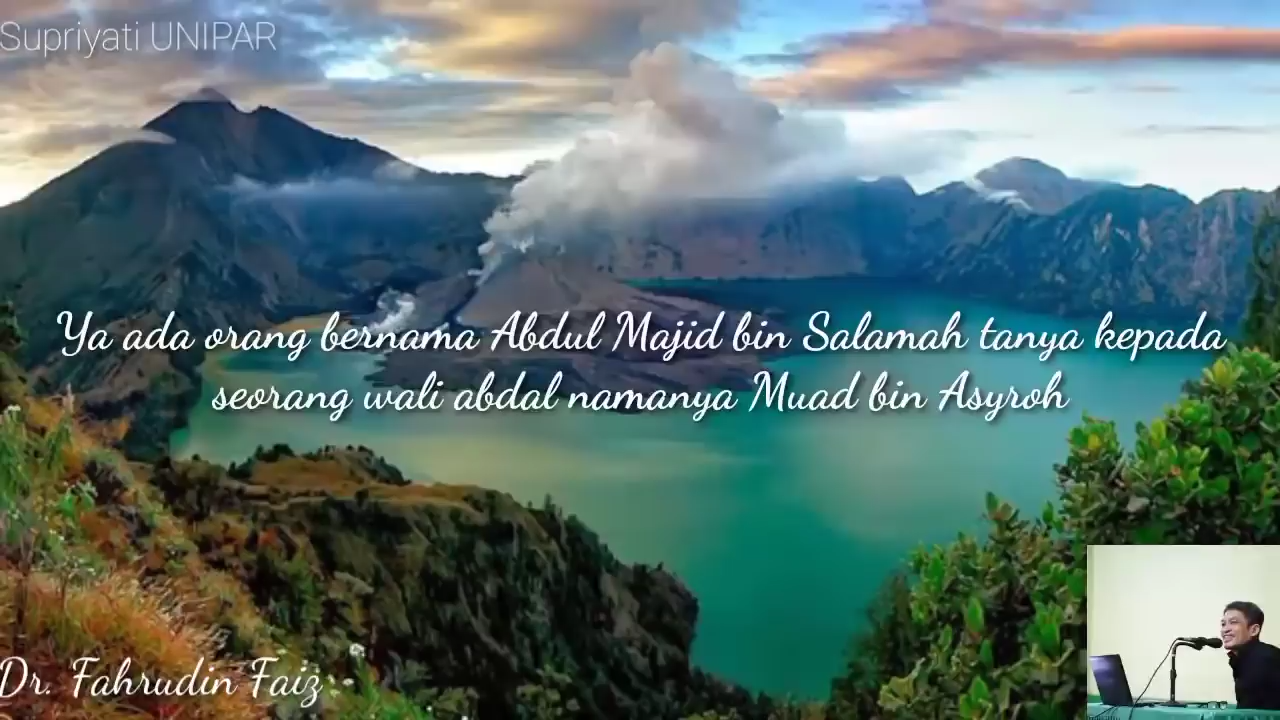 Supriyati UNIPAR
Ya ada orang bernama Abdul Majid bin Salamah tanya kepada
seorang wali abdal namanya Muad bin Asyroh
Dr. Fahrudin Faiz